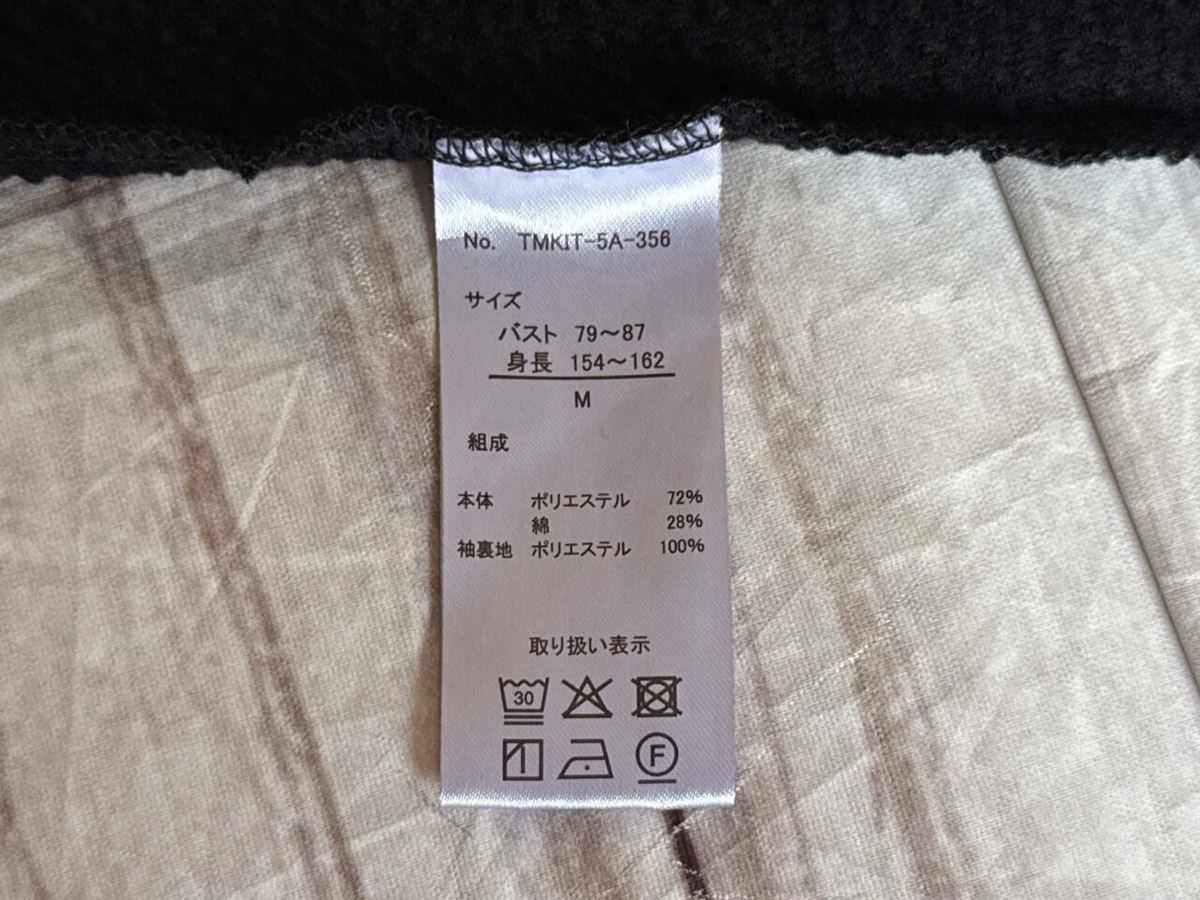 No. TMKIT-5A-356
サイズ
バスト 79〜87
身長 154〜162
M
組成
本体 ポリエステル 72%
綿 28%
袖裏地 ポリエステル 100%
取り扱い表示
30
F